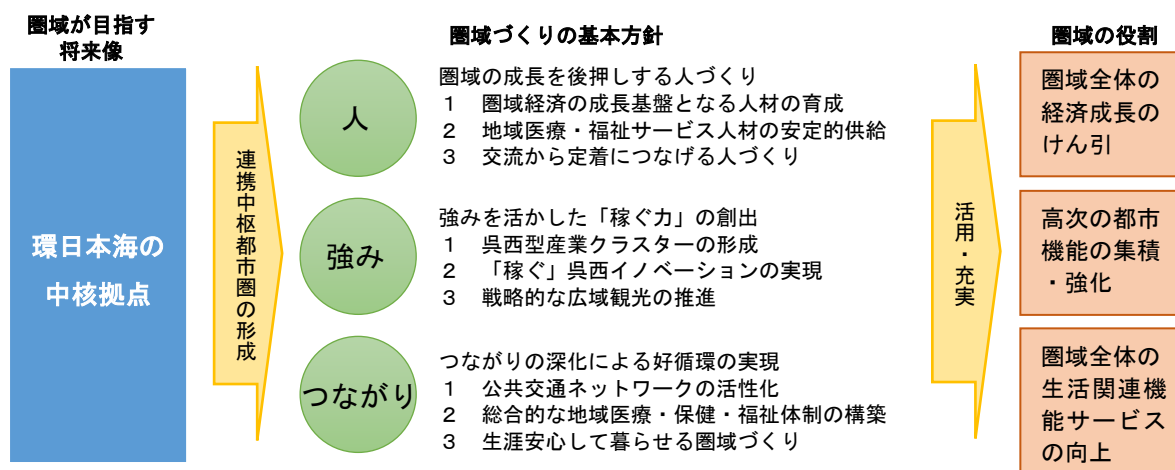 圏域が目指す
将来像
圏域づくりの基本方針
圏域の役割
環日本海の
中核拠点
連携中枢都市圏の形成
人
圏域の成長を後押しする人づくり
1 圏域経済の成長基盤となる人材の育成
2 地域医療・福祉サービス人材の安定的供給
3 交流から定着につなげる人づくり
強み
強みを活かした「稼ぐ力」の創出
1 呉西型産業クラスターの形成
2 「稼ぐ」呉西イノベーションの実現
3 戦略的な広域観光の推進
つながり
つながりの深化による好循環の実現
1 公共交通ネットワークの活性化
2 総合的な地域医療・保健・福祉体制の構築
3 生涯安心して暮らせる圏域づくり
活用・充実
圏域全体の
経済成長の
けん引
高次の都市
機能の集積
・強化
圏域全体の
生活関連機
能サービス
の向上